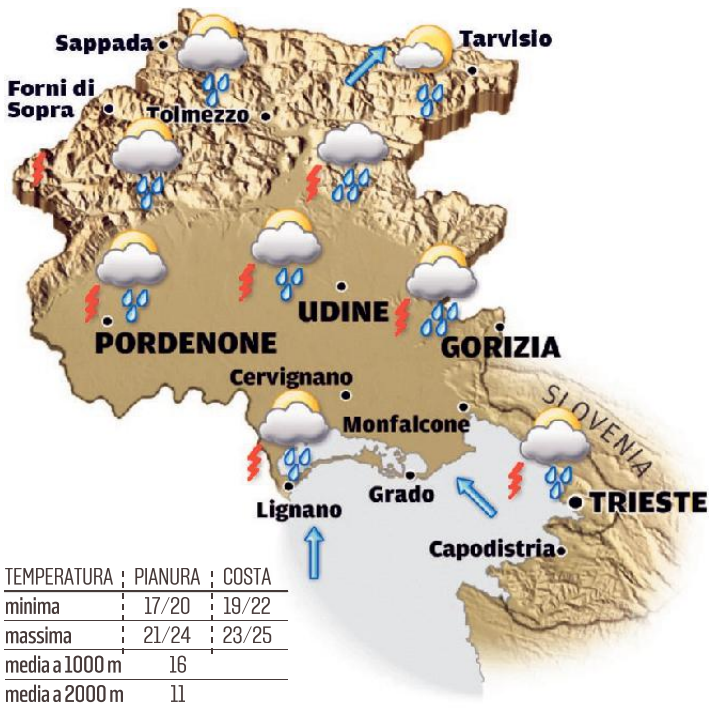 Sappada
Tarvisio
Forni di
Sopra
Tolmezzo
UDINE
PORDENONE
GORIZIA
Cervignano
SLOVENIA
Monfalcone
Grado
Lignano
TRIESTE
Capodistria
TEMPERATURA PIANURA COSTA
minima 17/20 19/22
massima 21/24 23/25
media a 1000 m 16
media a 2000 m 11